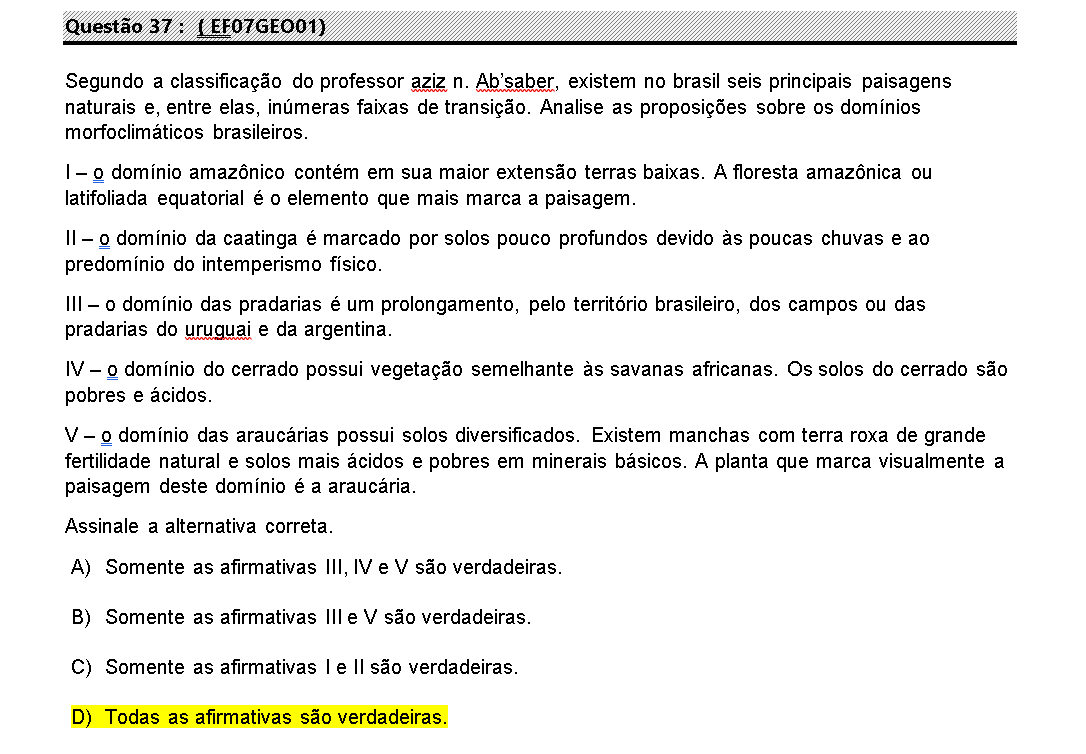 Questão 37 : ( EF07GEO01)
Segundo a classificação do professor aziz n. Ab'saber, existem no brasil seis principais paisagens
naturais e, entre elas, inúmeras faixas de transição. Analise as proposições sobre os domínios
morfoclimáticos brasileiros.
I – o domínio amazônico contém em sua maior extensão terras baixas. A floresta amazônica ou
latifoliada equatorial é o elemento que mais marca a paisagem.
II – o domínio da caatinga é marcado por solos pouco profundos devido às poucas chuvas e ao
predomínio do intemperismo físico.
III – o domínio das pradarias é um prolongamento, pelo território brasileiro, dos campos ou das
pradarias do uruguai e da argentina.
IV – o domínio do cerrado possui vegetação semelhante às savanas africanas. Os solos do cerrado são
pobres e ácidos.
V – o domínio das araucárias possui solos diversificados. Existem manchas com terra roxa de grande
fertilidade natural e solos mais ácidos e pobres em minerais básicos. A planta que marca visualmente a
paisagem deste domínio é a araucária.
Assinale a alternativa correta.
A) Somente as afirmativas III, IV e V são verdadeiras.
B) Somente as afirmativas III e V são verdadeiras.
C) Somente as afirmativas I e II são verdadeiras.
D) Todas as afirmativas são verdadeiras.